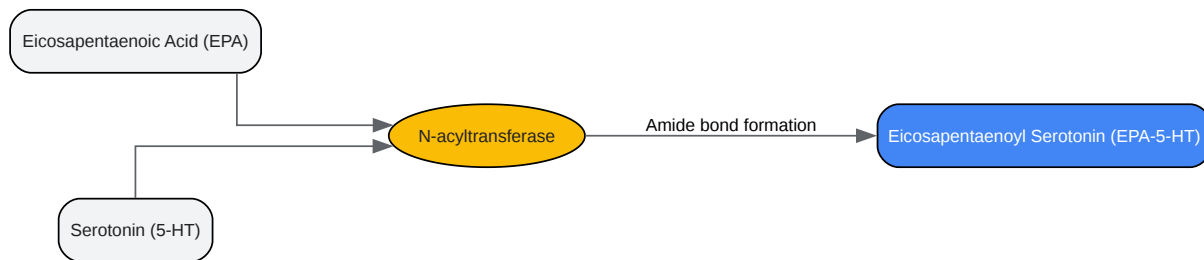 Eicosapentaenoic Acid (EPA)
N-acyltransferase
Amide bond formation
Eicosapentaenoyl Serotonin (EPA-5-HT)
Serotonin (5-HT)